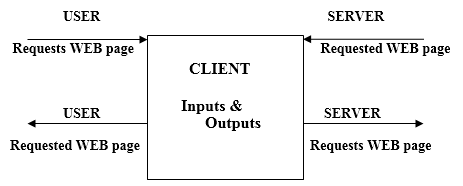 USER
SERVER
Requests WEB page
Requested WEB page
CLIENT
Inputs &
Outputs
USER
SERVER
Requested WEB page
Requests WEB page